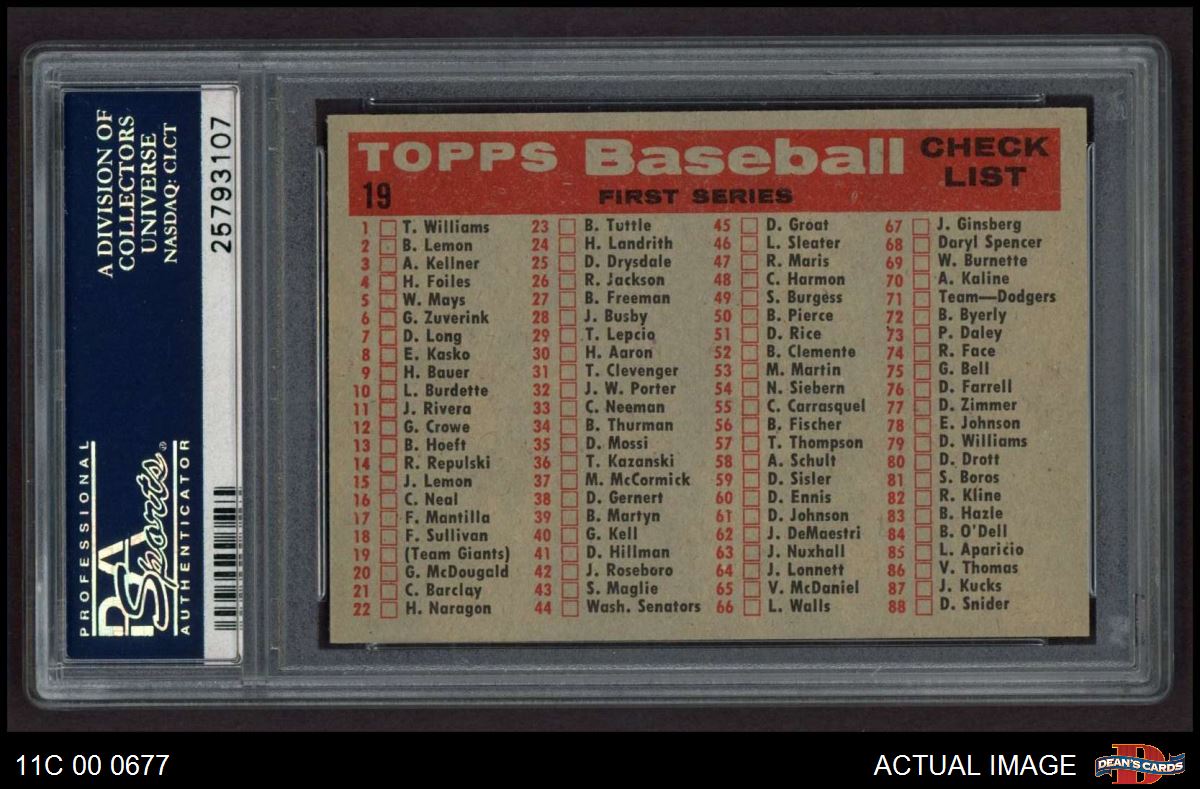 A DIVISION OF
COLLECTORS
UNIVERSE
NASDAQ: CLCT
25793107
PROFESSIONAL
PSA
Sports®
AUTHENTICATOR
TOPPS Baseball CHECK LIST
19 FIRST SERIES
1 T. Williams
2 B. Lemon
3 A. Kellner
4 H. Foiles
5 W. Mays
6 G. Zuverink
7 D. Long
8 E. Kasko
9 H. Bauer
10 L. Burdette
11 J. Rivera
12 G. Crowe
13 B. Hoeft
14 R. Repulski
15 J. Lemon
16 C. Neal
17 F. Mantilla
18 F. Sullivan
19 (Team Giants)
20 G. McDougald
21 C. Barclay
22 H. Naragon
23 B. Tuttle
24 H. Landrith
25 D. Drysdale
26 R. Jackson
27 B. Freeman
28 J. Busby
29 T. Lepcio
30 H. Aaron
31 T. Clevenger
32 J. W. Porter
33 C. Neeman
34 B. Thurman
35 D. Mossi
36 T. Kazanski
37 M. McCormick
38 D. Gernert
39 B. Martyn
40 G. Kell
41 D. Hillman
42 J. Roseboro
43 S. Maglie
44 Wash. Senators
45 D. Groat
46 L. Sleater
47 R. Maris
48 C. Harmon
49 S. Burgess
50 B. Pierce
51 D. Rice
52 B. Clemente
53 M. Martin
54 N. Siebern
55 C. Carrasquel
56 B. Fischer
57 T. Thompson
58 A. Schult
59 D. Sisler
60 D. Ennis
61 D. Johnson
62 J. DeMaestri
63 J. Nuxhall
64 J. Lonnett
65 V. McDaniel
66 L. Walls
67 J. Ginsberg
68 Daryl Spencer
69 W. Burnette
70 A. Kaline
71 Team—Dodgers
72 B. Byerly
73 P. Daley
74 R. Face
75 G. Bell
76 D. Farrell
77 D. Zimmer
78 E. Johnson
79 D. Williams
80 D. Drott
81 S. Boros
82 R. Kline
83 B. Hazle
84 B. O'Dell
85 L. Aparicio
86 V. Thomas
87 J. Kucks
88 D. Snider
11C 00 0677
ACTUAL IMAGE
DEAN'S CARDS